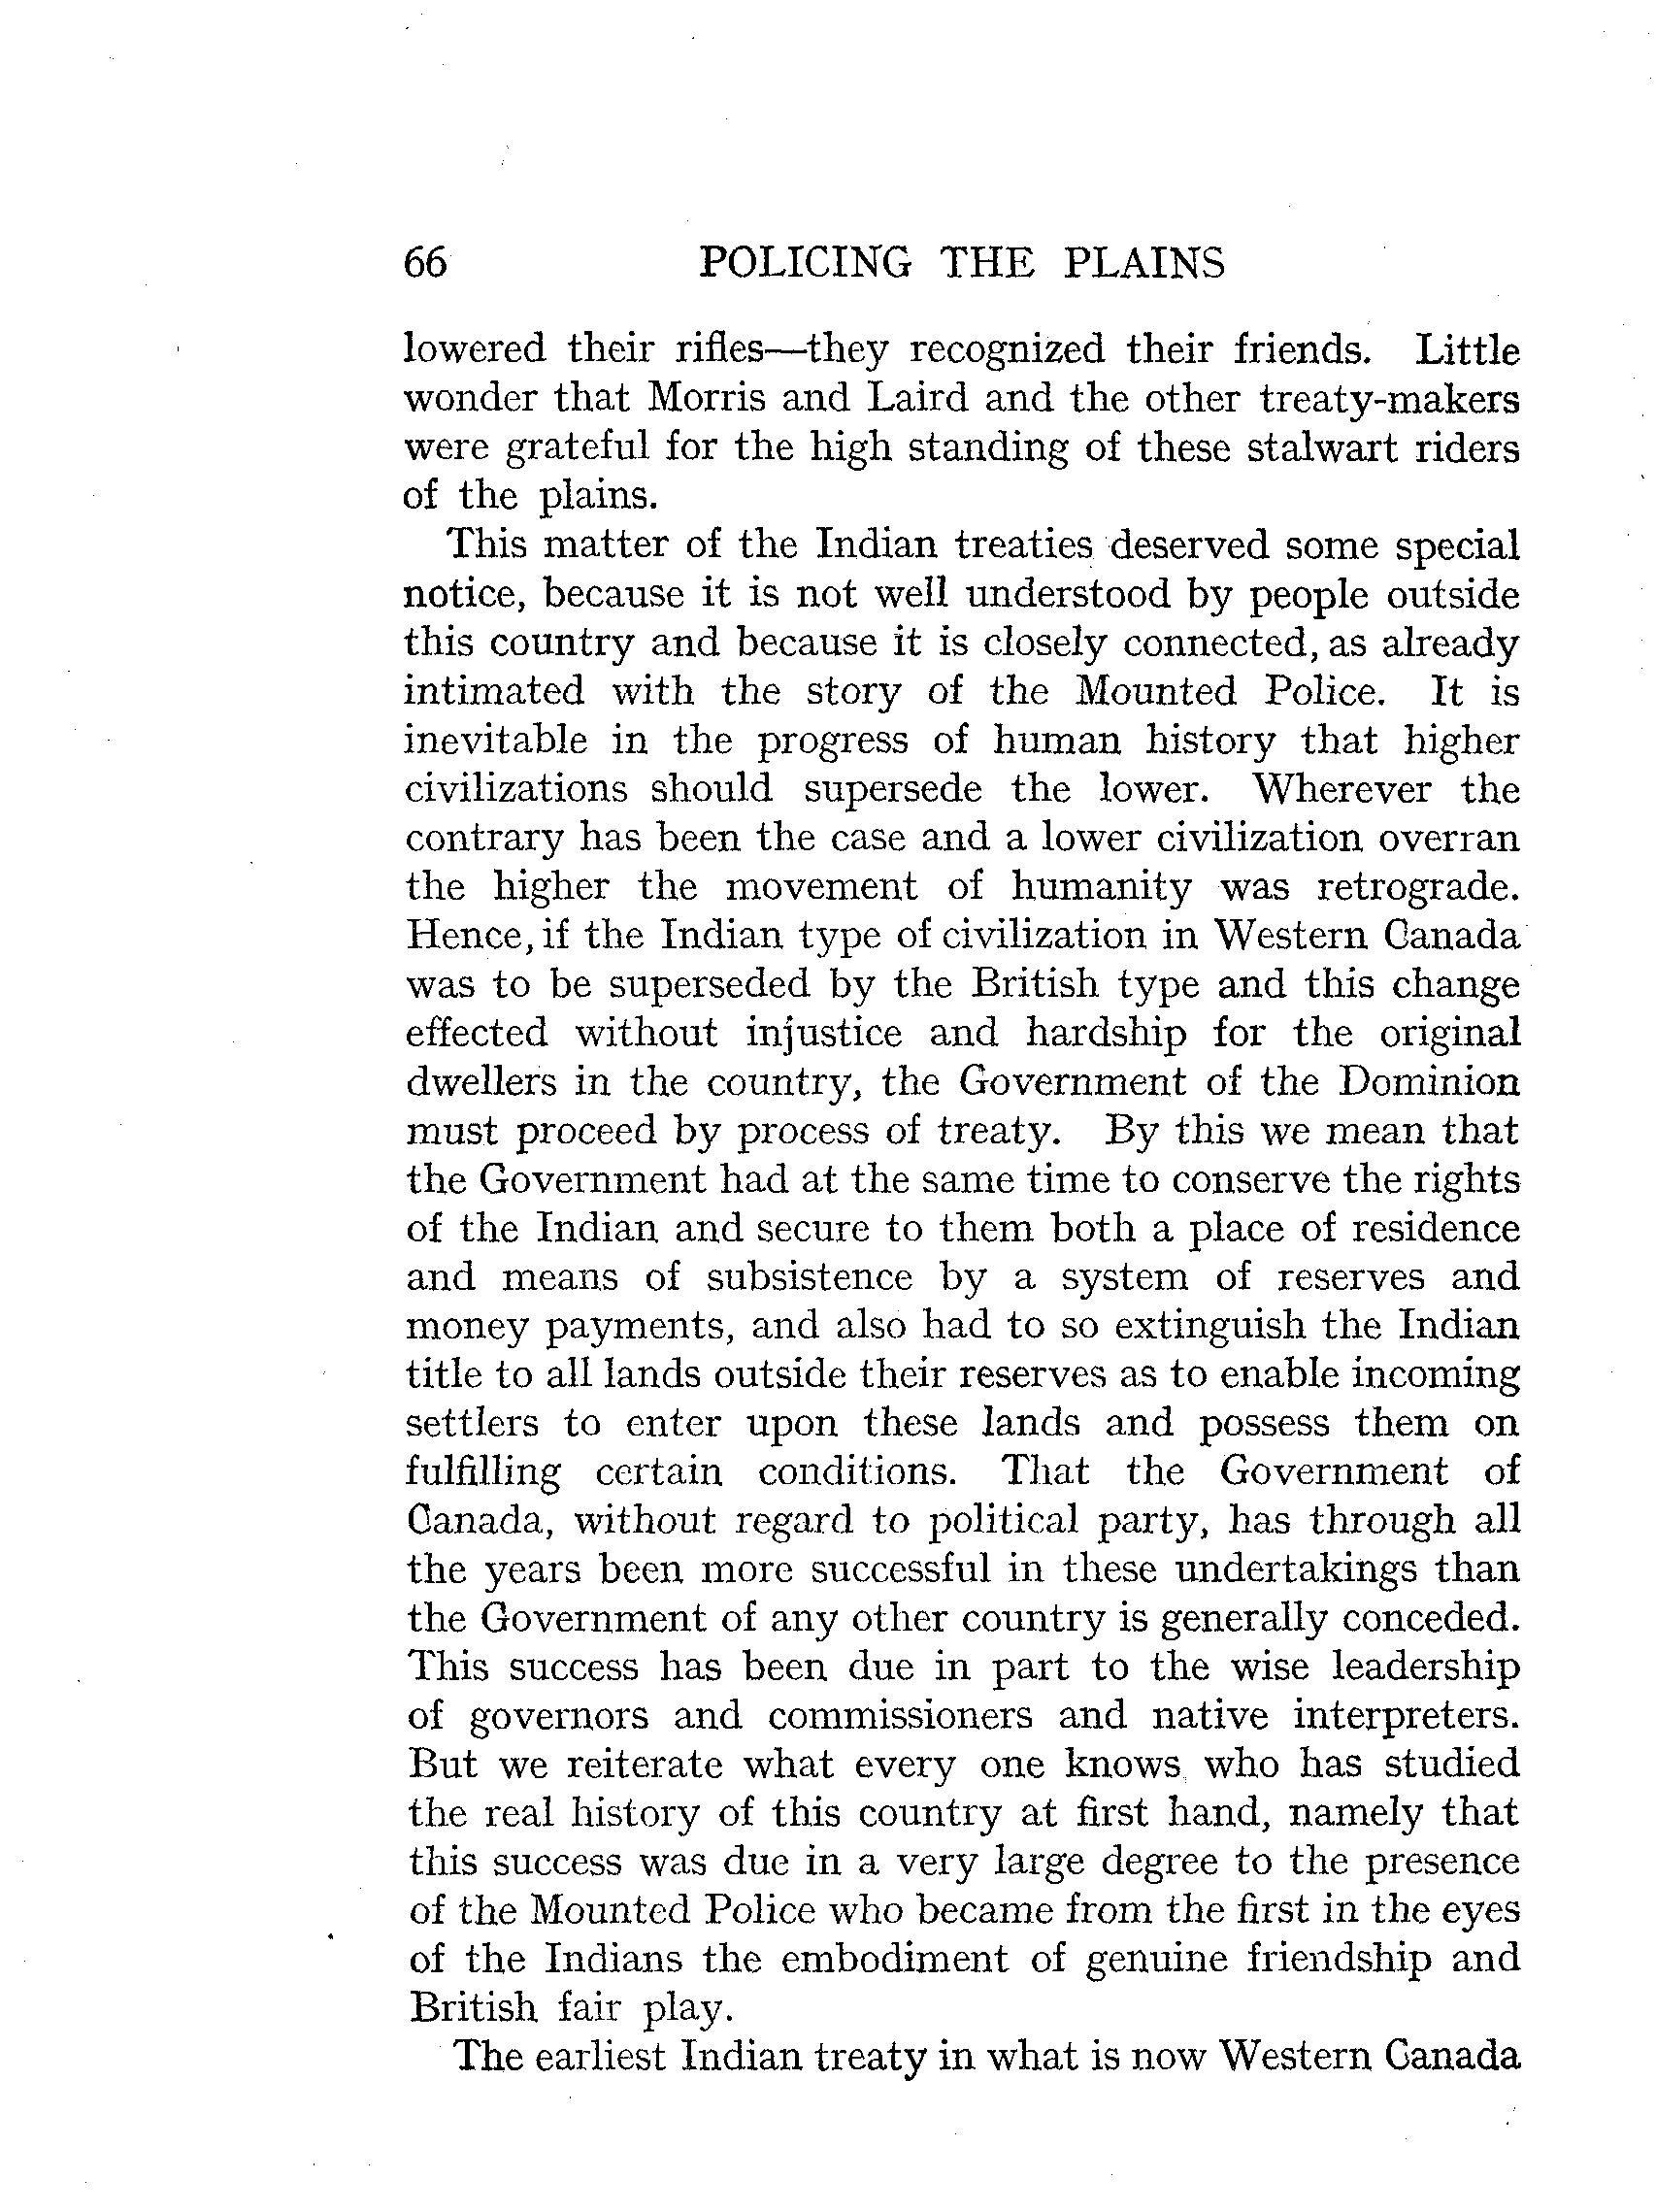 66 POLICING THE PLAINS
lowered their rifles—they recognized their friends. Little
wonder that Morris and Laird and the other treaty-makers
were grateful for the high standing of these stalwart riders
of the plains.
This matter of the Indian treaties deserved some special
notice, because it is not well understood by people outside
this country and because it is closely connected, as already
intimated with the story of the Mounted Police. It is
inevitable in the progress of human history that higher
civilizations should supersede the lower. Wherever the
contrary has been the case and a lower civilization overran
the higher the movement of humanity was retrograde.
Hence, if the Indian type of civilization in Western Canada
was to be superseded by the British type and this change
effected without injustice and hardship for the original
dwellers in the country, the Government of the Dominion
must proceed by process of treaty. By this we mean that
the Government had at the same time to conserve the rights
of the Indian and secure to them both a place of residence
and means of subsistence by a system of reserves and
money payments, and also had to so extinguish the Indian
title to all lands outside their reserves as to enable incoming
settlers to enter upon these lands and possess them on
fulfilling certain conditions. That the Government of
Canada, without regard to political party, has through all
the years been more successful in these undertakings than
the Government of any other country is generally conceded.
This success has been due in part to the wise leadership
of governors and commissioners and native interpreters.
But we reiterate what every one knows who has studied
the real history of this country at first hand, namely that
this success was due in a very large degree to the presence
of the Mounted Police who became from the first in the eyes
of the Indians the embodiment of genuine friendship and
British fair play.
The earliest Indian treaty in what is now Western Canada